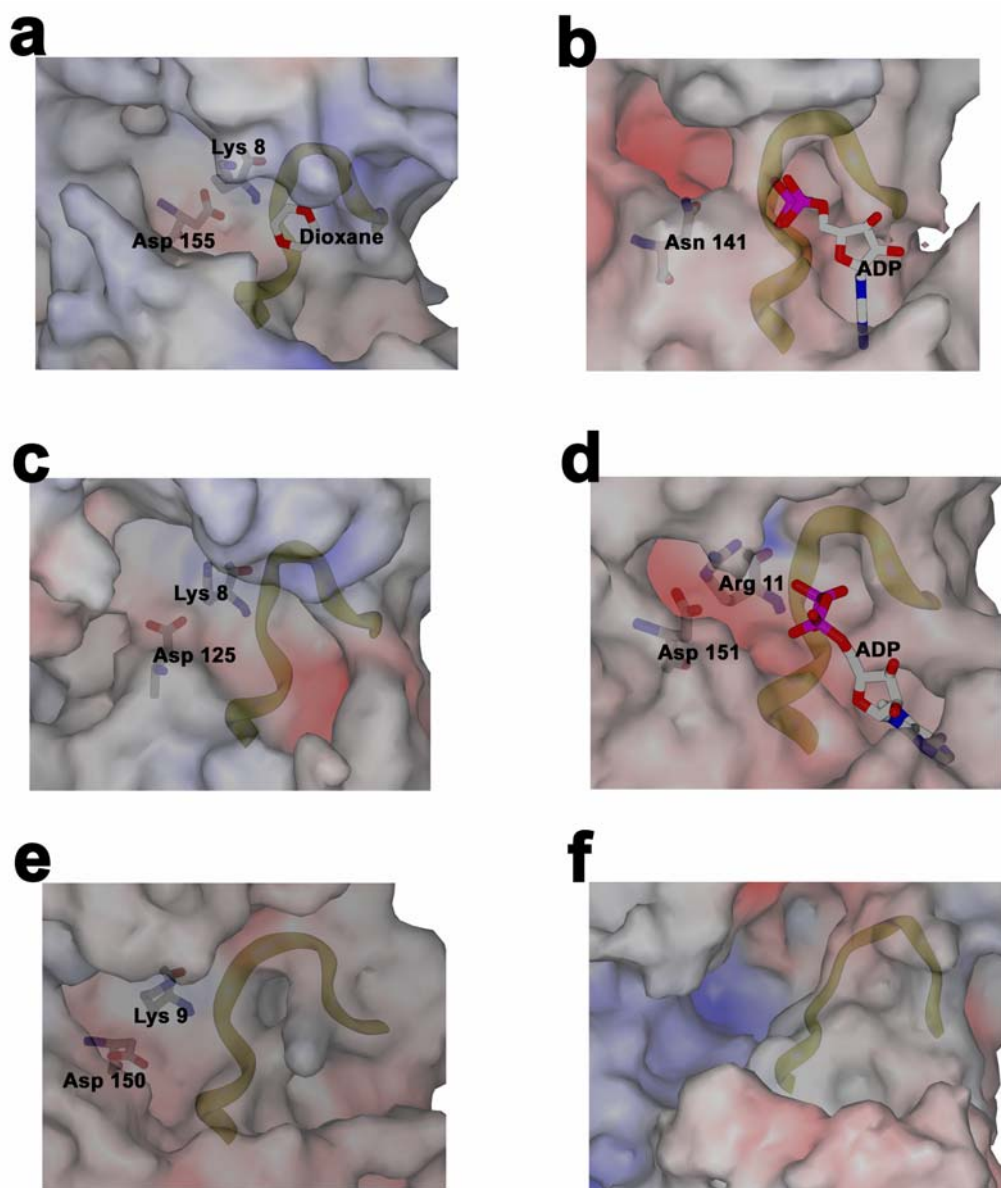 a
b
Lys 8
Asp 155
Dioxane
Asn 141
ADP
c
d
Lys 8
Asp 125
Arg 11
Asp 151
ADP
e
f
Lys 9
Asp 150